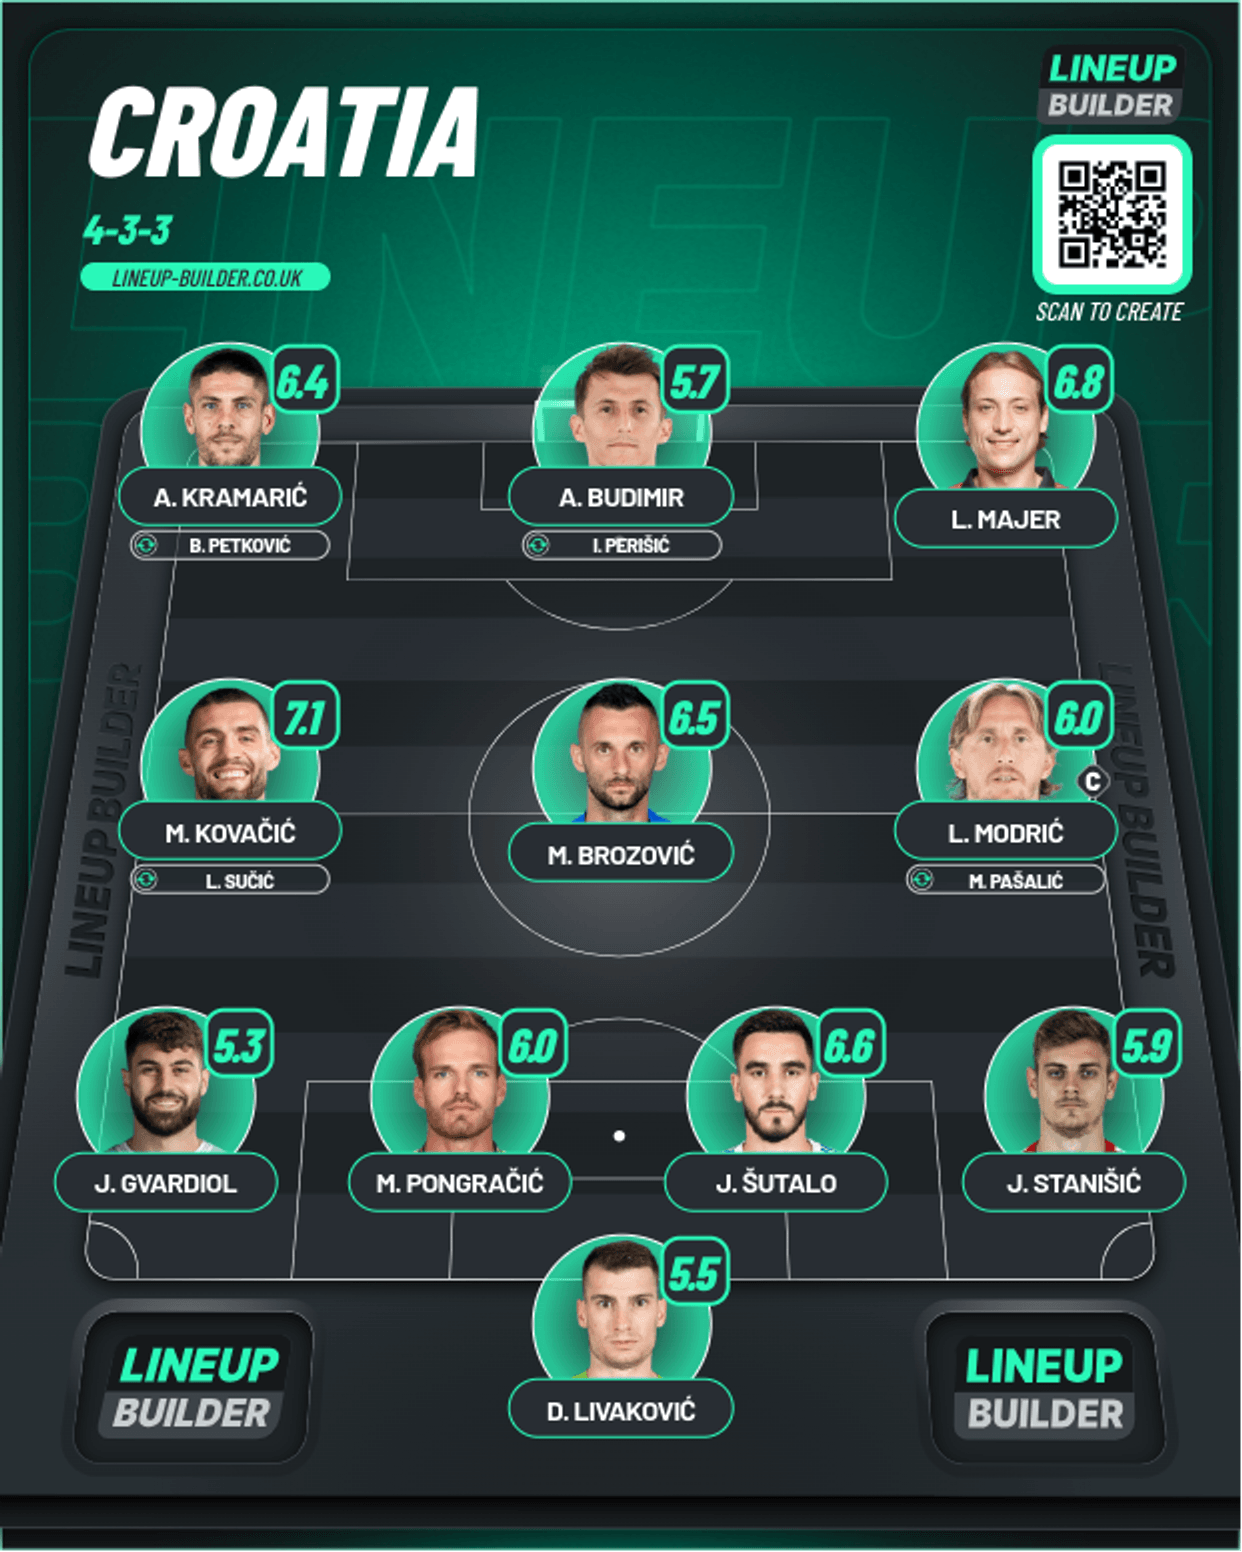 CROATIA
4-3-3
LINEUP-BUILDER.CO.UK
LINEUP
BUILDER
SCAN TO CREATE
6.4
A. KRAMARIĆ
B. PETKOVIĆ
5.7
A. BUDIMIR
I. PERIŠIĆ
6.8
L. MAJER
7.1
M. KOVAČIĆ
L. SUČIĆ
6.5
M. BROZOVIĆ
6.0
C
L. MODRIĆ
M. PAŠALIĆ
LINEUP BUILDER
LINEUP BUILDER
5.3
J. GVARDIOL
6.0
M. PONGRAČIĆ
6.6
J. ŠUTALO
5.9
J. STANIŠIĆ
5.5
D. LIVAKOVIĆ
LINEUP
BUILDER
LINEUP
BUILDER